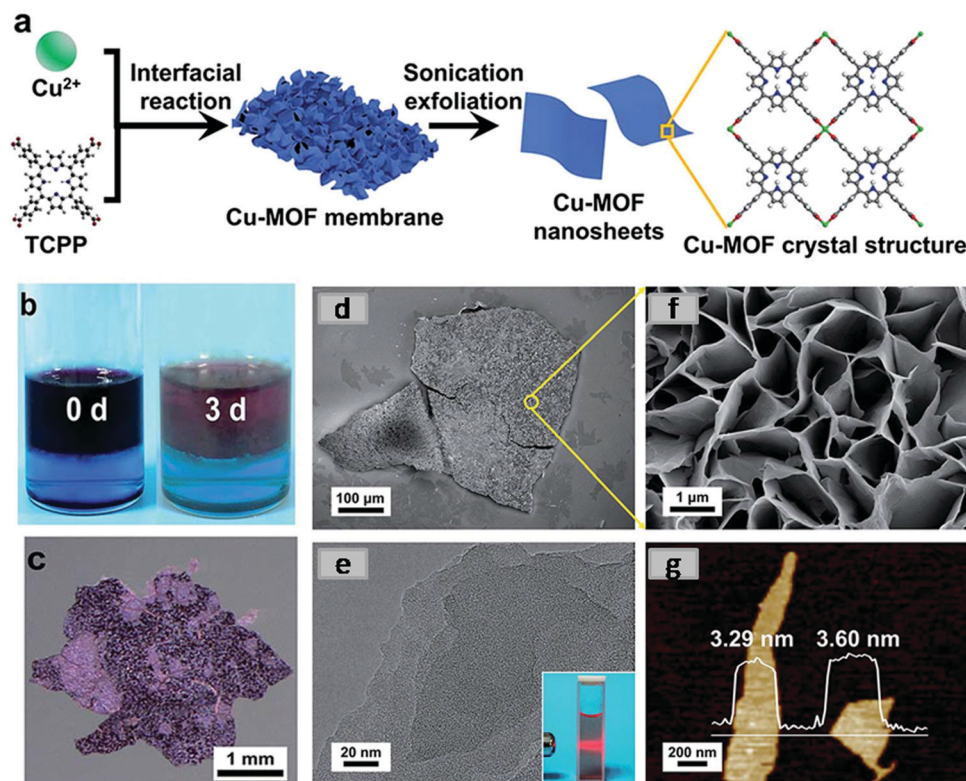 a
Cu2+
TCPP
Interfacial
reaction
Cu-MOF membrane
Sonication
exfoliation
Cu-MOF
nanosheets
Cu-MOF crystal structure
b
0 d
3 d
c
1 mm
d
100 µm
f
1 µm
e
20 nm
g
3.29 nm
3.60 nm
200 nm